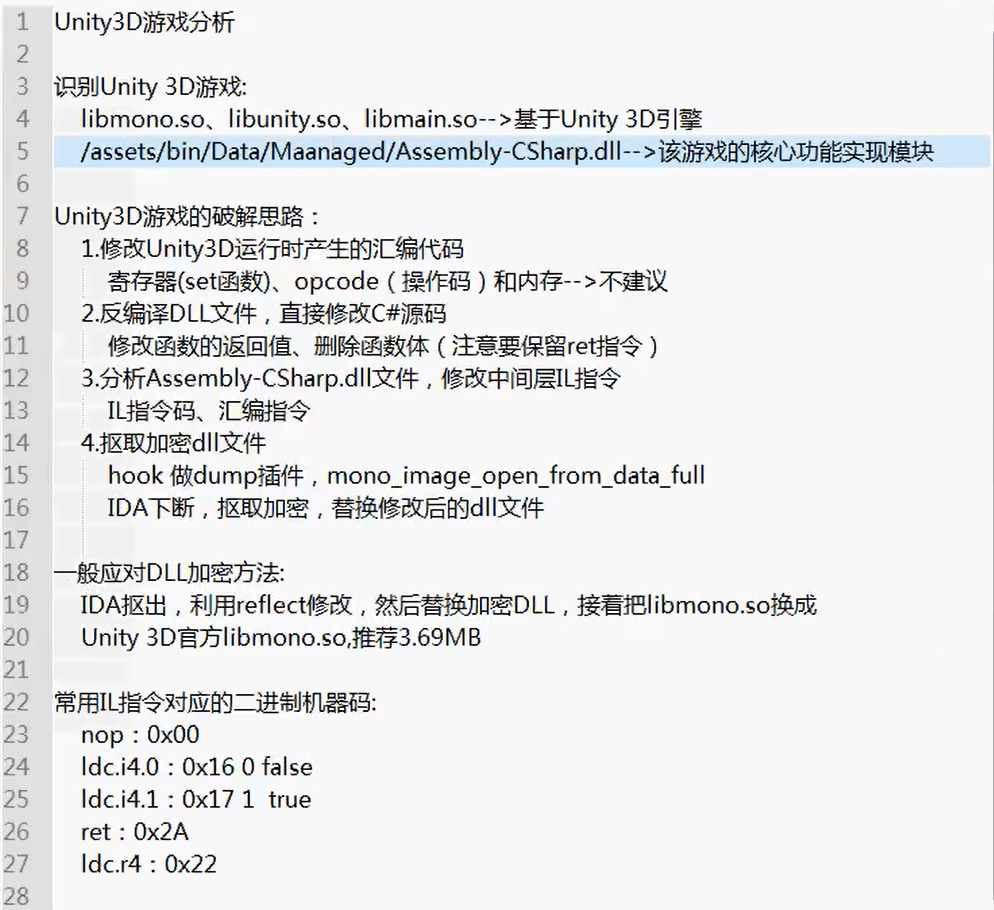 1 Unity3D游戏分析
2
3 识别Unity 3D游戏:
4 libmono.so、libunity.so、libmain.so-->基于Unity 3D引擎
5 /assets/bin/Data/Maanaged/Assembly-CSharp.dll-->该游戏的核心功能实现模块
6
7 Unity3D游戏的破解思路：
8 1.修改Unity3D运行时产生的汇编代码
9 寄存器(set函数)、opcode（操作码）和内存-->不建议
10 2.反编译DLL文件，直接修改C#源码
11 修改函数的返回值、删除函数体（注意要保留ret指令）
12 3.分析Assembly-CSharp.dll文件，修改中间层IL指令
13 IL指令码、汇编指令
14 4.抠取加密dll文件
15 hook 做dump插件，mono_image_open_from_data_full
16 IDA下断，抠取加密，替换修改后的dll文件
17
18 一般应对DLL加密方法:
19 IDA抠出，利用reflect修改，然后替换加密DLL，接着把libmono.so换成
20 Unity 3D官方libmono.so,推荐3.69MB
21
22 常用IL指令对应的二进制机器码:
23 nop：0x00
24 ldc.i4.0：0x16 0 false
25 ldc.i4.1：0x17 1 true
26 ret：0x2A
27 ldc.r4：0x22
28